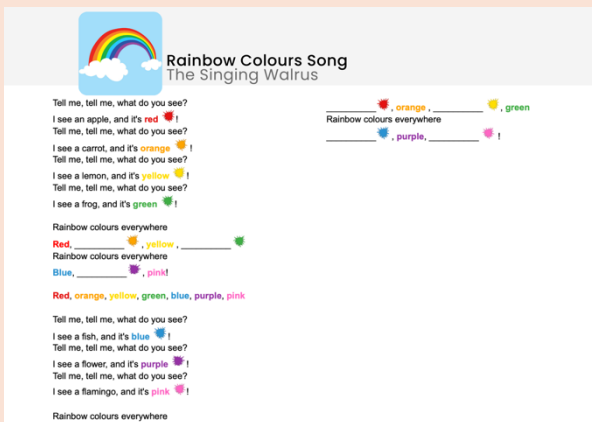 Rainbow Colours Song
The Singing Walrus
Tell me, tell me, what do you see?
I see an apple, and it's red !
Tell me, tell me, what do you see?
I see a carrot, and it's orange !
Tell me, tell me, what do you see?
I see a lemon, and it's yellow !
Tell me, tell me, what do you see?
I see a frog, and it's green !
Rainbow colours everywhere
Red, __________ , yellow , __________
Rainbow colours everywhere
Blue, __________ , pink!
Red, orange, yellow, green, blue, purple, pink
Tell me, tell me, what do you see?
I see a fish, and it's blue !
Tell me, tell me, what do you see?
I see a flower, and it's purple !
Tell me, tell me, what do you see?
I see a flamingo, and it's pink !
Rainbow colours everywhere
__________ , orange , __________ , green
Rainbow colours everywhere
__________ , purple, __________ !